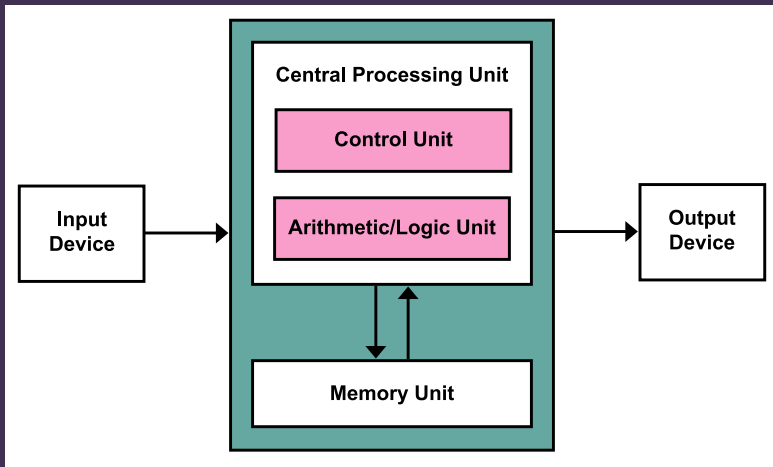 Central Processing Unit
Control Unit
Arithmetic/Logic Unit
Input
Device
Output
Device
Memory Unit